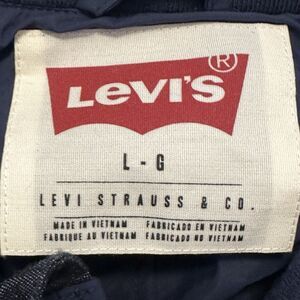 LEVI'S®
L - G
LEVI STRAUSS & CO.
MADE IN VIETNAM FABRICADO EN VIETNAM
FABRIQUE AU VIETNAM FABRICADO NO VIETNAM